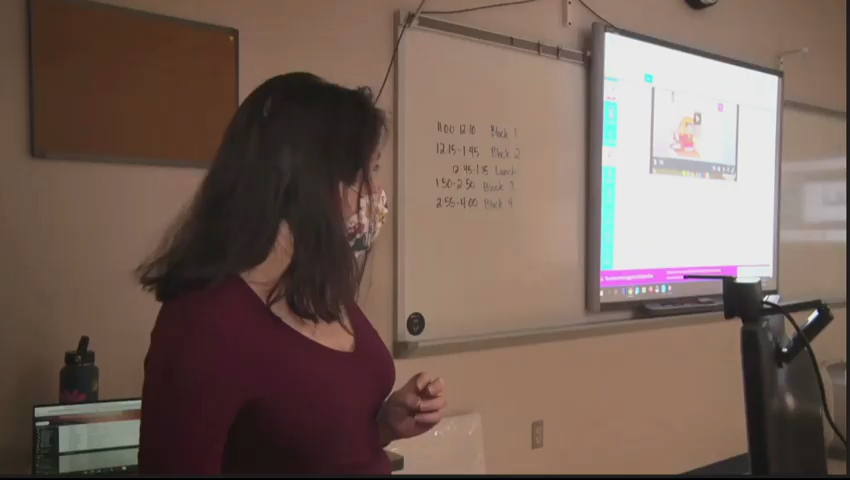 11:00-12:10 Block 1
12:15-1:45 Block 2
12:45-1:15 Lunch
1:50-2:50 Block 3
2:55-4:00 Block 4